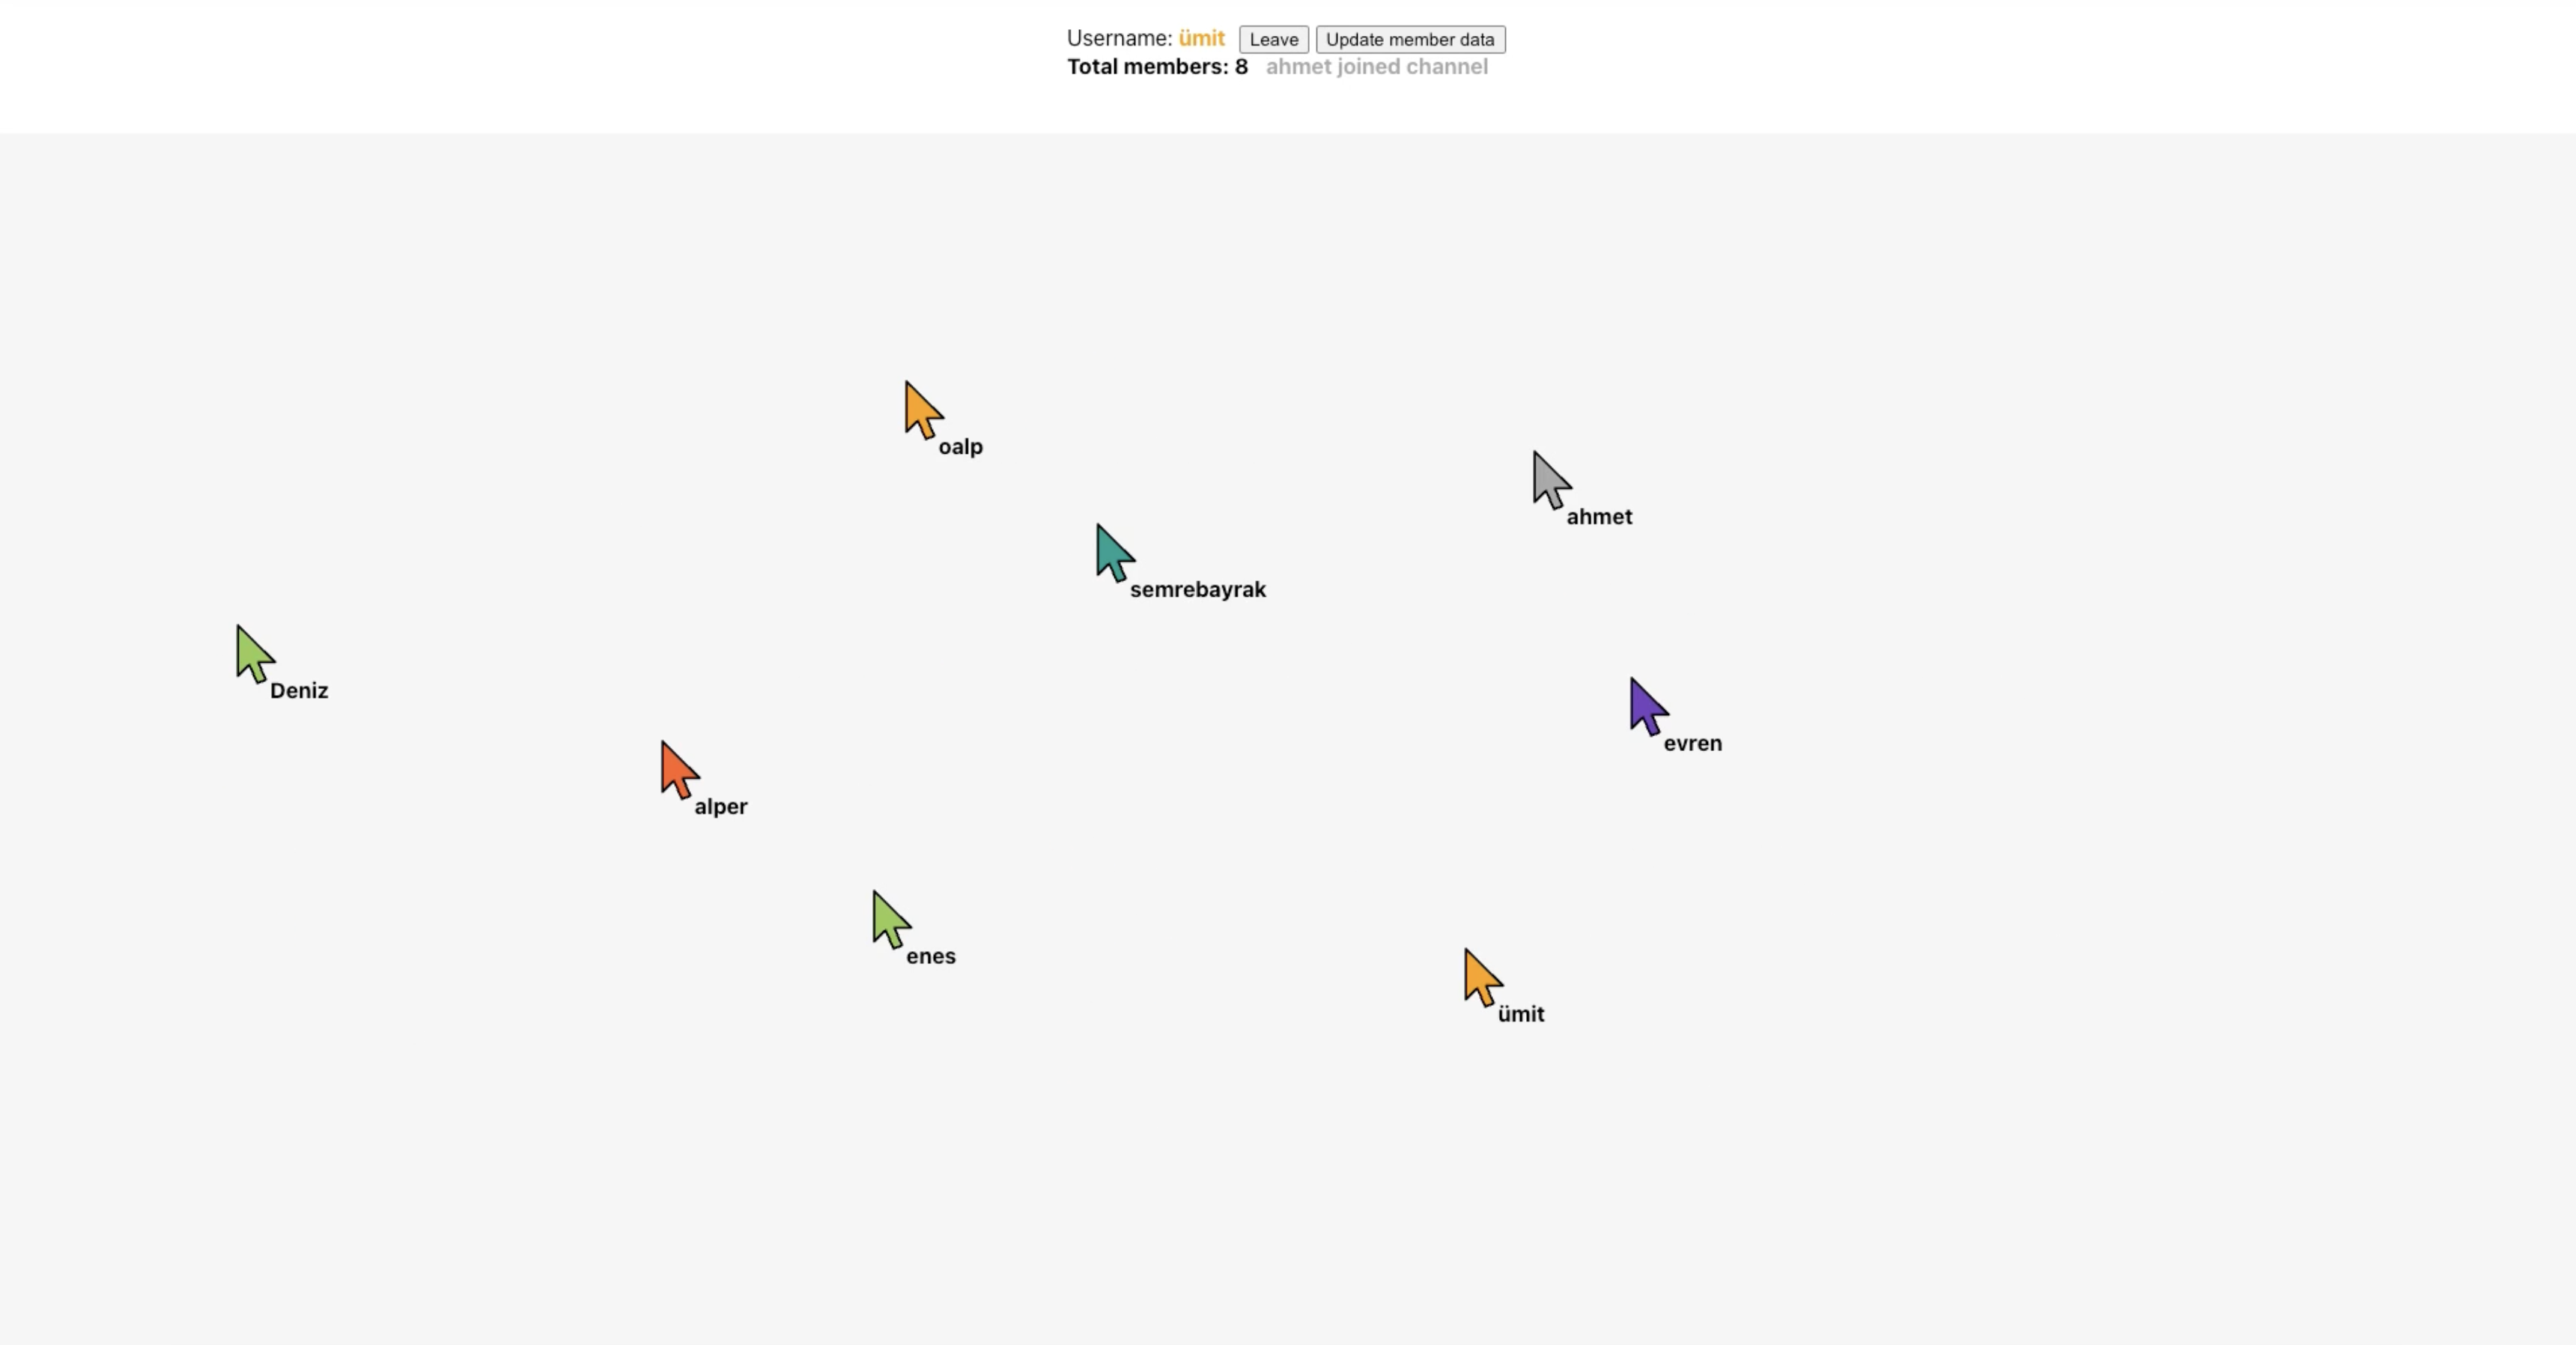 Username: ümit Leave Update member data
Total members: 8 ahmet joined channel
oalp
ahmet
semrebayrak
Deniz
evren
alper
enes
ümit